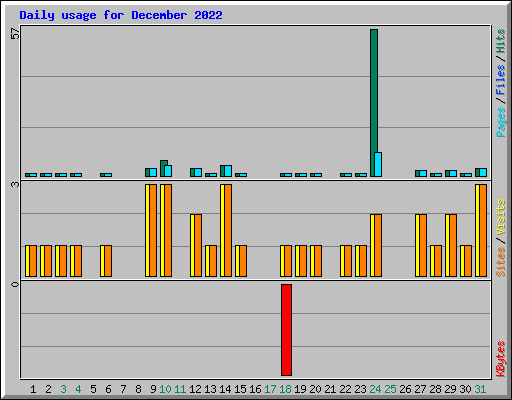 Daily usage for December 2022
57
3
0
Pages / Files / Hits
Sites / Visits
KBytes
1 2 3 4 5 6 7 8 9 10 11 12 13 14 15 16 17 18 19 20 21 22 23 24 25 26 27 28 29 30 31